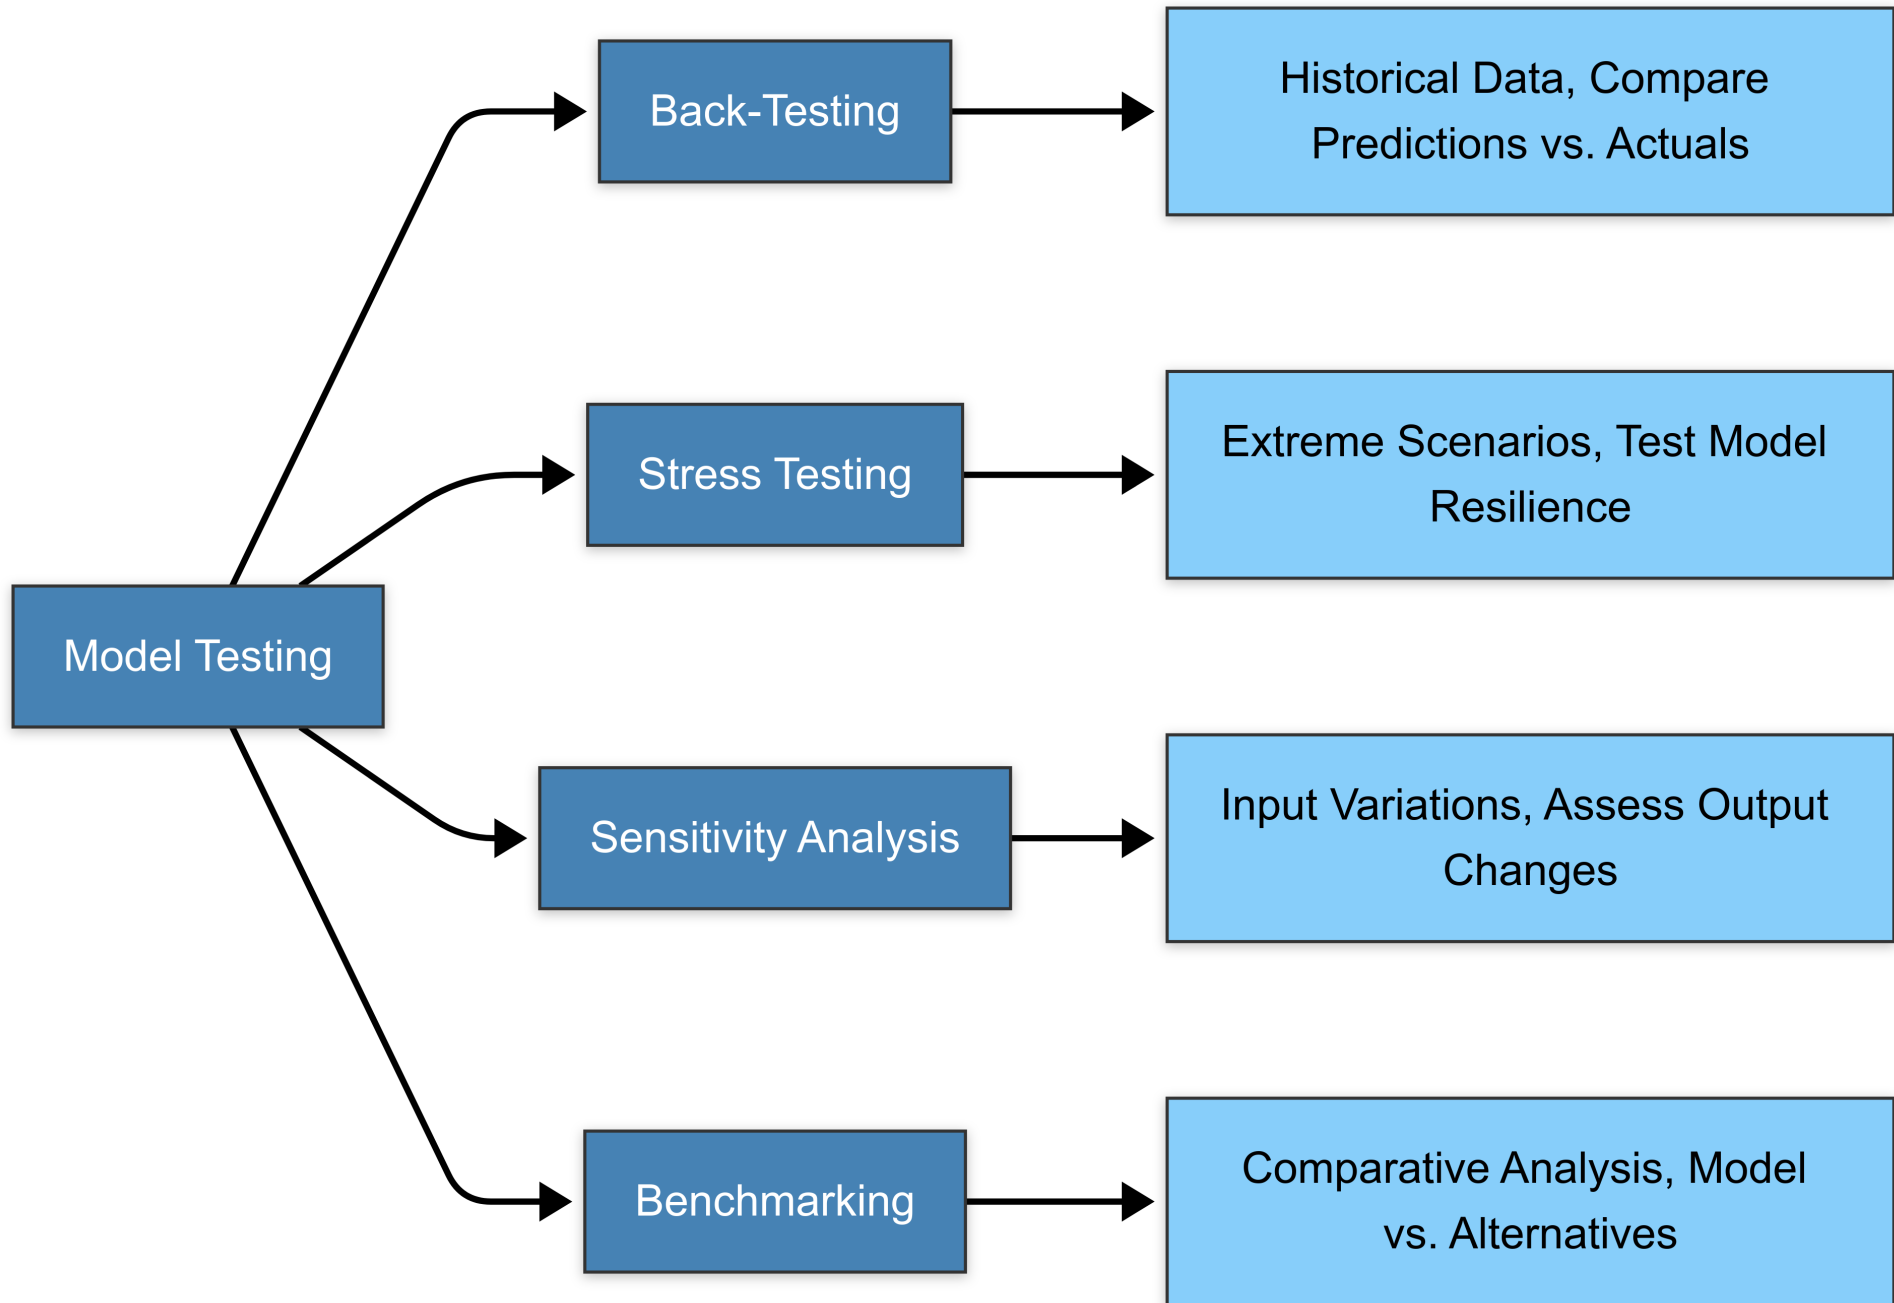 Back-Testing
Historical Data, Compare
Predictions vs. Actuals
Stress Testing
Extreme Scenarios, Test Model
Resilience
Model Testing
Sensitivity Analysis
Input Variations, Assess Output
Changes
Benchmarking
Comparative Analysis, Model
vs. Alternatives